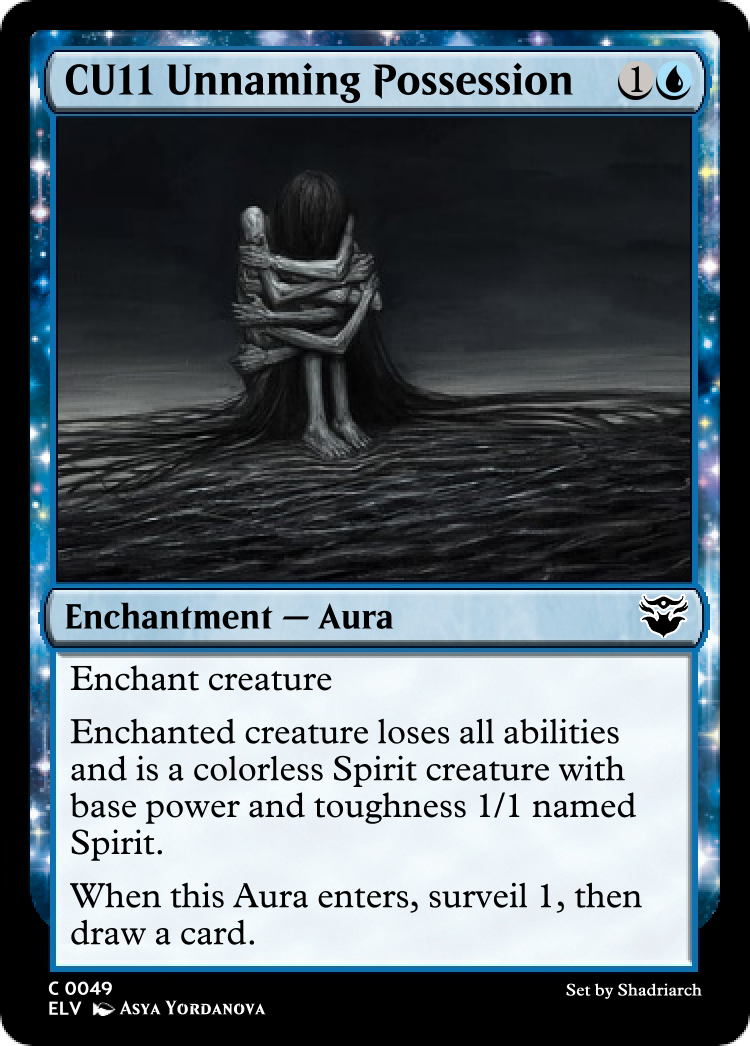 CU11 Unnaming Possession 1
Enchantment — Aura
Enchant creature
Enchanted creature loses all abilities
and is a colorless Spirit creature with
base power and toughness 1/1 named
Spirit.
When this Aura enters, surveil 1, then
draw a card.
C 0049
ELV Asya Yordanova
Set by Shadriarch